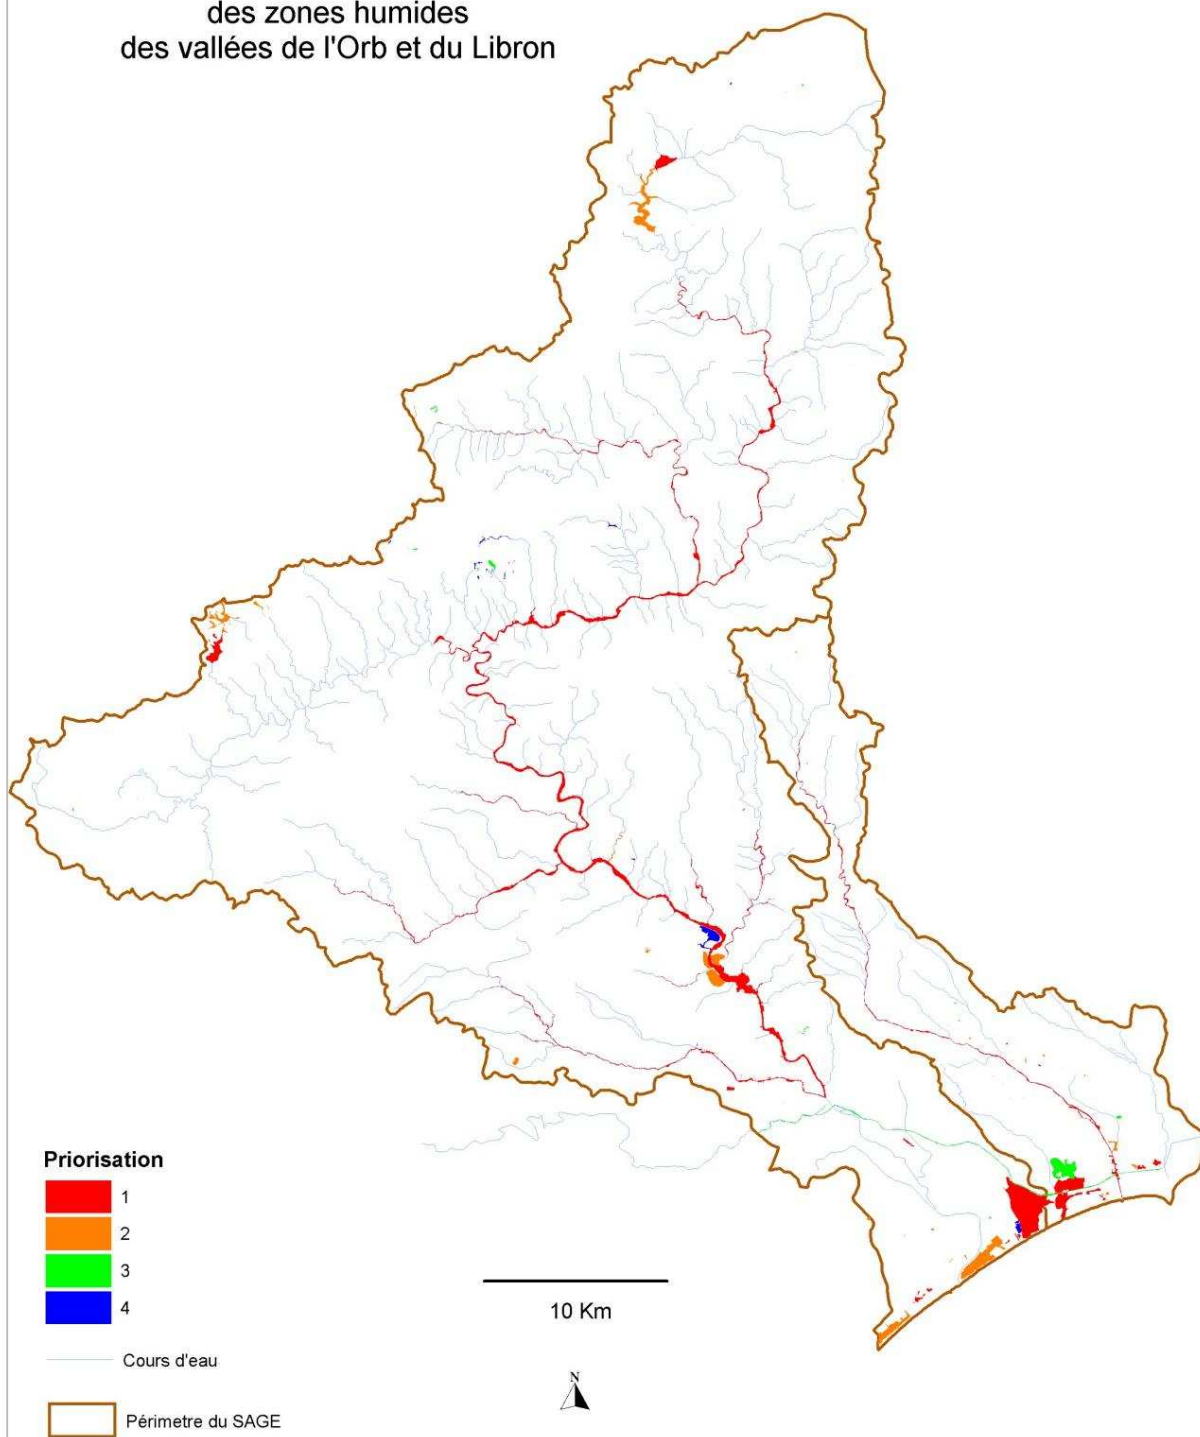 des zones humides
des vallées de l'Orb et du Libron
Priorisation
1
2
3
4
Cours d'eau
Périmetre du SAGE
10 Km
N